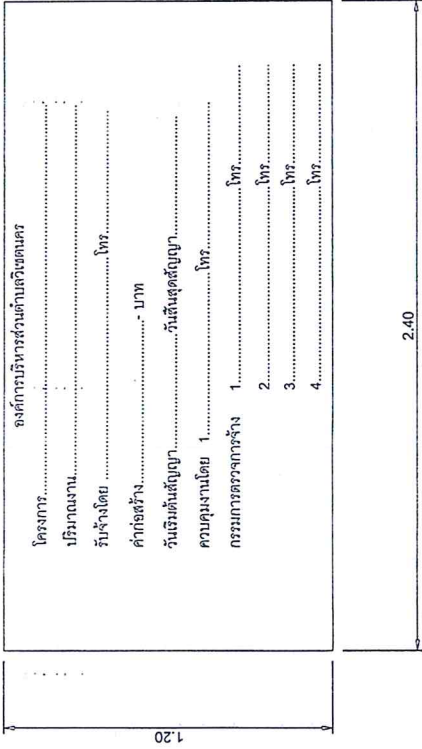 องค์การบริหารส่วนตำบลวิเชตนคร
โครงการ................................................................
ปริมาณงาน................................................................
รับจ้างโดย................................................โทร................................
ค่าก่อสร้าง................................................- บาท
วันเริ่มต้นสัญญา................................วันสิ้นสุดสัญญา................................
ควบคุมงานโดย 1................................................โทร................................
กรรมการตรวจการจ้าง 1................................................โทร................................
2................................................โทร................................
3................................................โทร................................
4................................................โทร................................
2.40
1.20